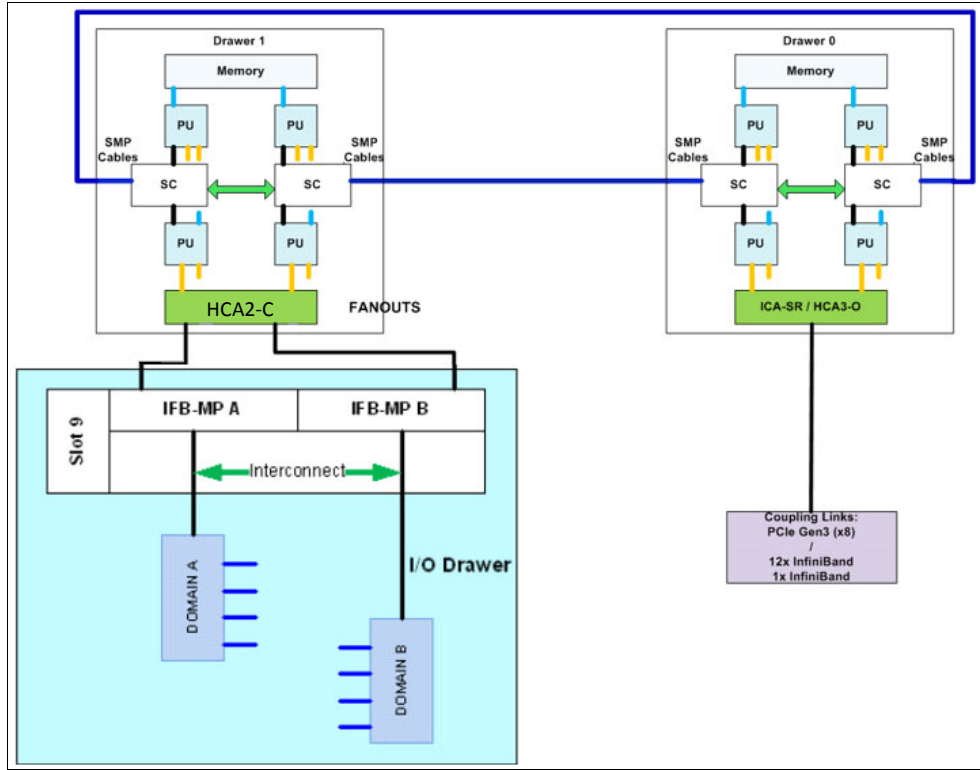 Drawer 1
Memory
PU
PU
SMP
Cables
SMP
Cables
SC
SC
PU
PU
HCA2-C
FANOUTS
Drawer 0
Memory
PU
PU
SMP
Cables
SMP
Cables
SC
SC
PU
PU
ICA-SR / HCA3-O
Slot 9
IFB-MP A
IFB-MP B
Interconnect
I/O Drawer
DOMAIN A
DOMAIN B
Coupling Links:
PCIe Gen3 (x8)
/
12x InfiniBand
1x InfiniBand